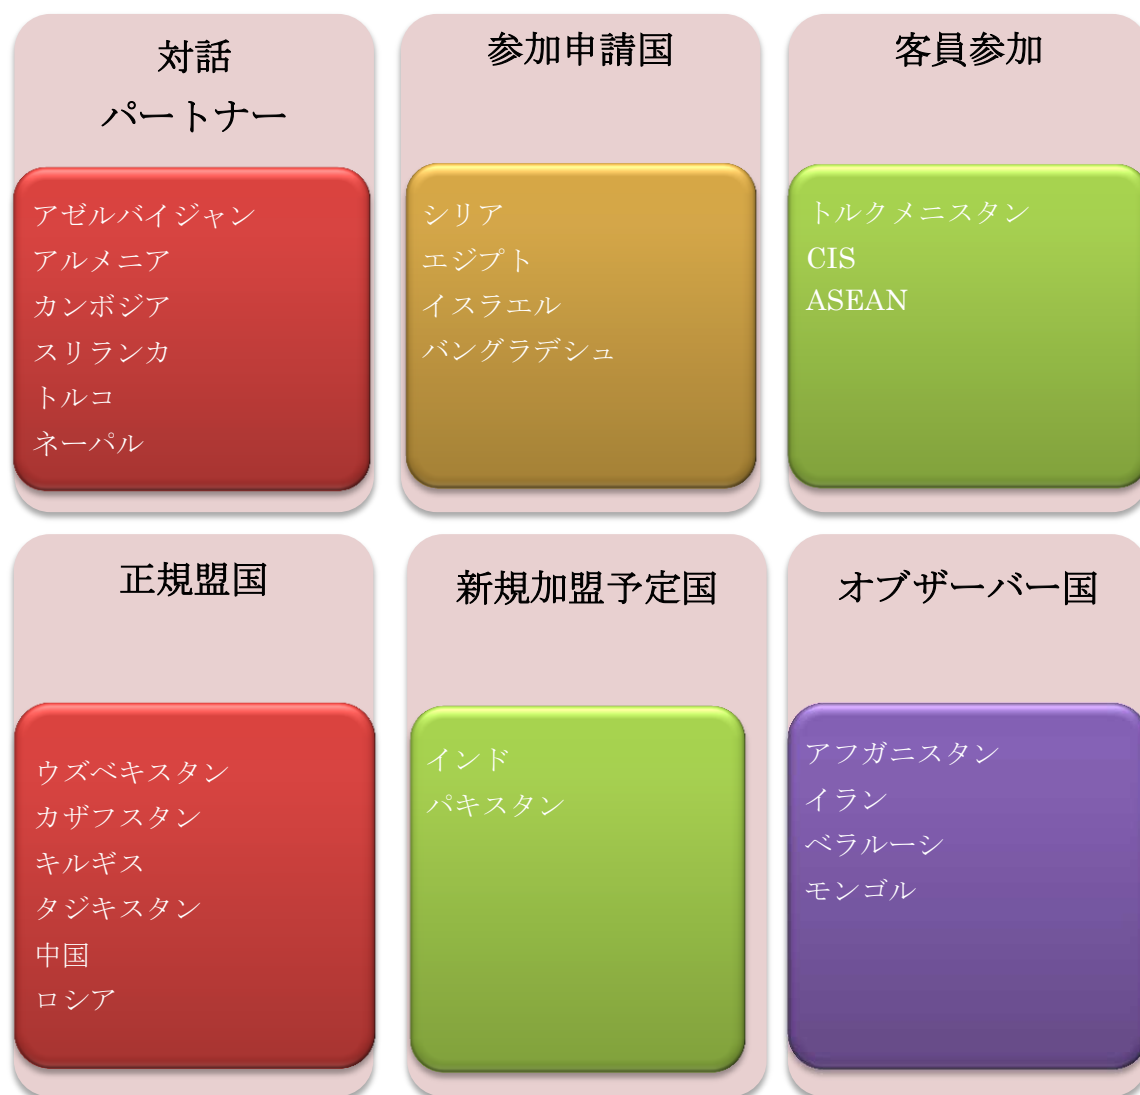 対話
パートナー
アゼルバイジャン
アルメニア
カンボジア
スリランカ
トルコ
ネーパル
参加申請国
シリア
エジプト
イスラエル
バングラデシュ
客員参加
トルクメニスタン
CIS
ASEAN
正規盟国
ウズベキスタン
カザフスタン
キルギス
タジキスタン
中国
ロシア
新規加盟予定国
インド
パキスタン
オブザーバー国
アフガニスタン
イラン
ベラルーシ
モンゴル